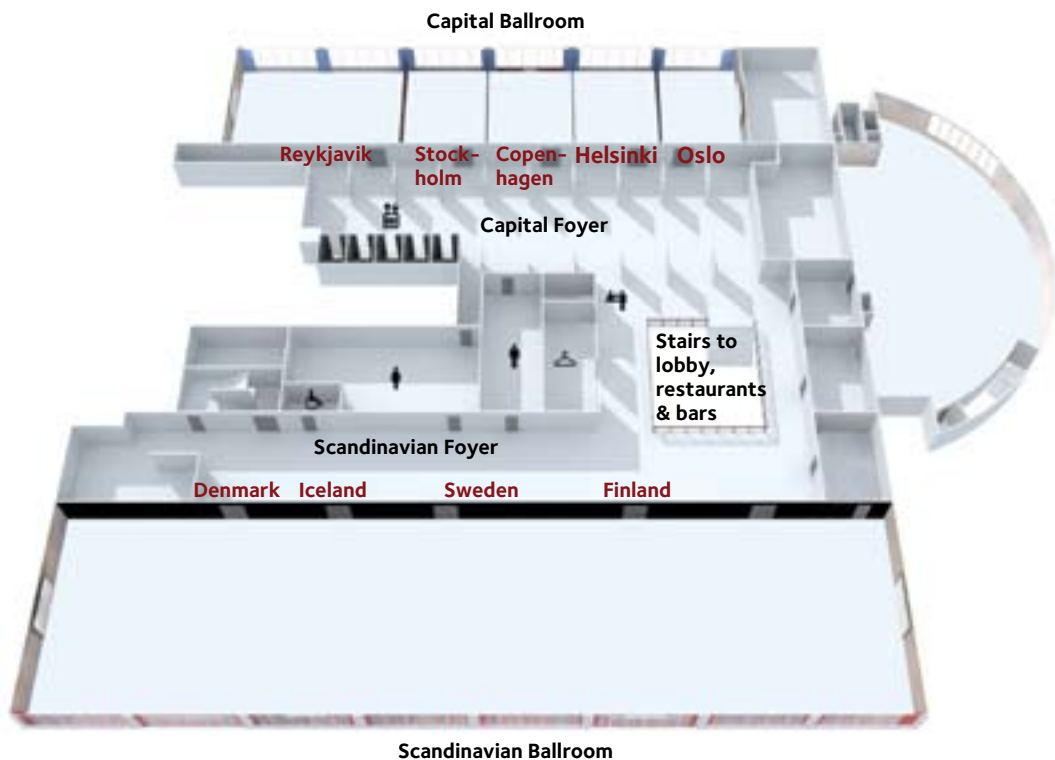 Capital Ballroom
Reykjavik
Stock-
holm
Copen-
hagen
Helsinki
Oslo
Capital Foyer
Stairs to
lobby,
restaurants
& bars
Scandinavian Foyer
Denmark
Iceland
Sweden
Finland
Scandinavian Ballroom